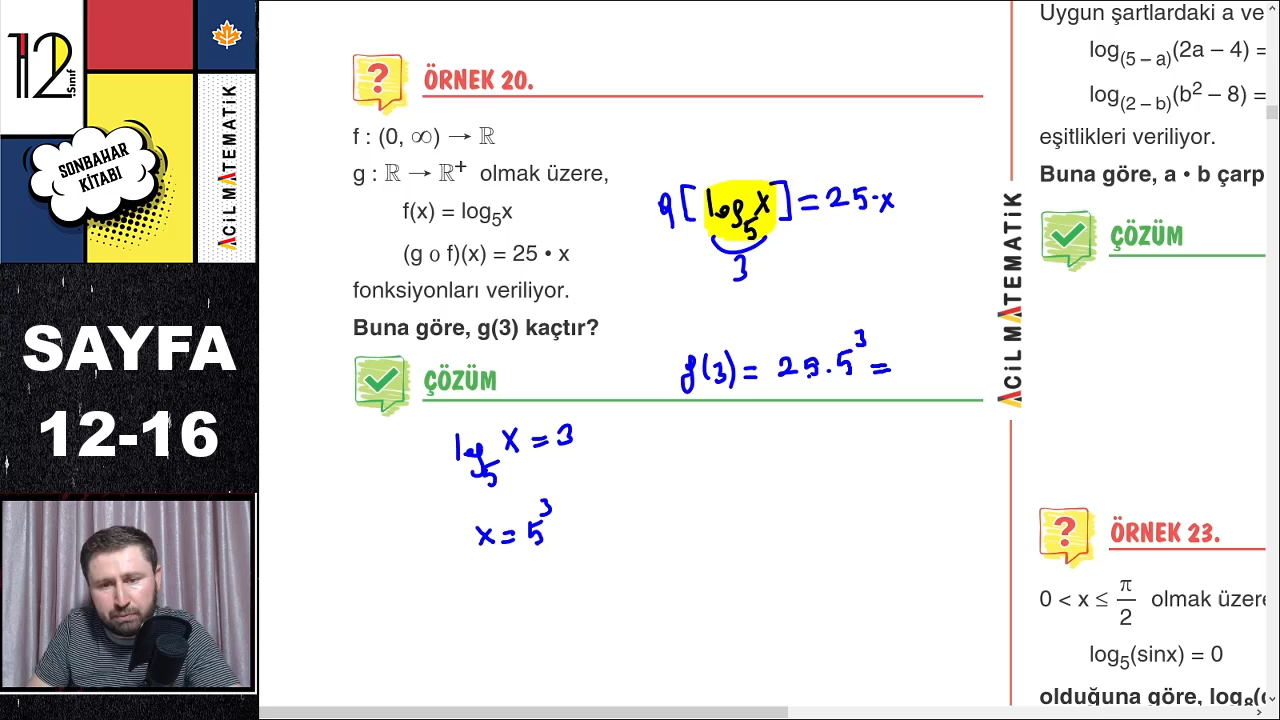 12 .Sınıf
SONBAHAR
KİTABI
ACİL MATEMATİK
SAYFA
12-16
ÖRNEK 20.
f : (0, ∞) → ℝ
g : ℝ → ℝ⁺ olmak üzere,
f(x) = log₅x
(g o f)(x) = 25 • x
fonksiyonları veriliyor.
Buna göre, g(3) kaçtır?
g[log₅x] = 25·x
3
ÇÖZÜM
g(3) = 25·5³ =
log₅x = 3
x = 5³
ACİL MATEMATİK
Uygun şartlardaki a ve
log₍₅ ₋ ₐ₎(2a – 4) =
log_(2 – b)(b² – 8) =
eşitlikleri veriliyor.
Buna göre, a • b çarp
ÇÖZÜM
ÖRNEK 23.
0 < x ≤ π/2 olmak üzere
log₅(sinx) = 0
olduğuna göre, log₈(